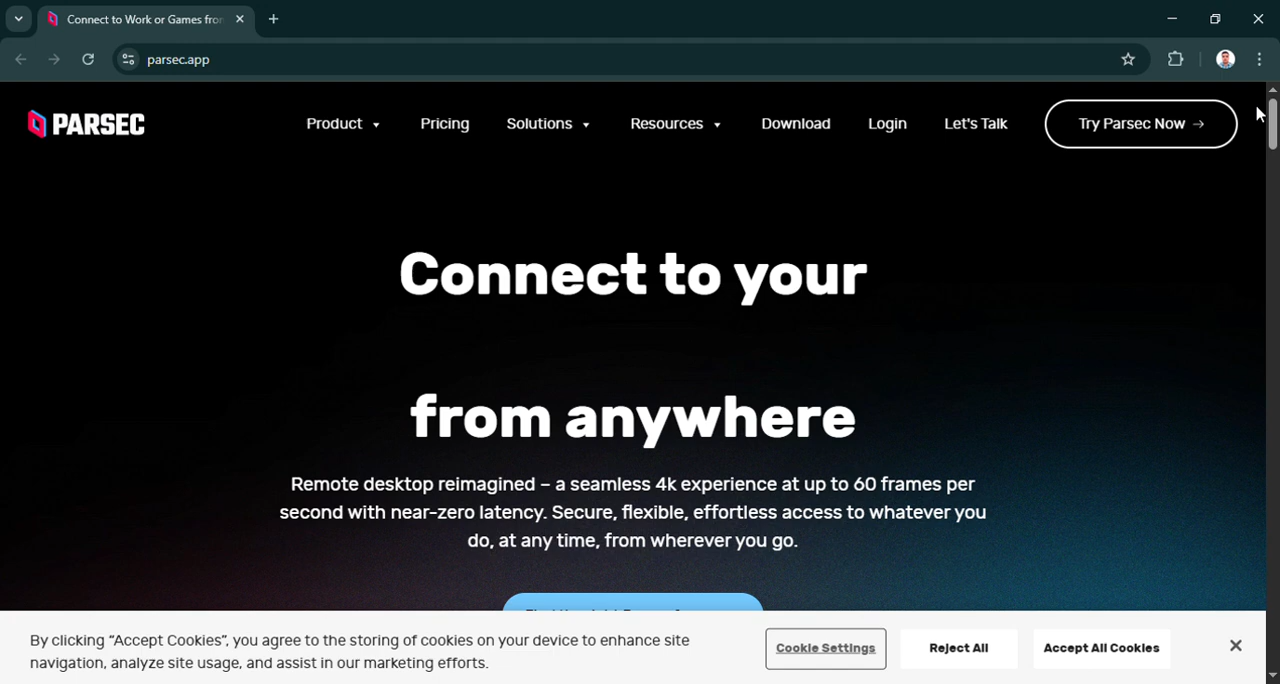 Connect to Work or Games from
parsec.app
PARSEC
Product
Pricing
Solutions
Resources
Download
Login
Let's Talk
Try Parsec Now →
Connect to your
from anywhere
Remote desktop reimagined – a seamless 4k experience at up to 60 frames per
second with near-zero latency. Secure, flexible, effortless access to whatever you
do, at any time, from wherever you go.
By clicking “Accept Cookies”, you agree to the storing of cookies on your device to enhance site
navigation, analyze site usage, and assist in our marketing efforts.
Cookie Settings
Reject All
Accept All Cookies